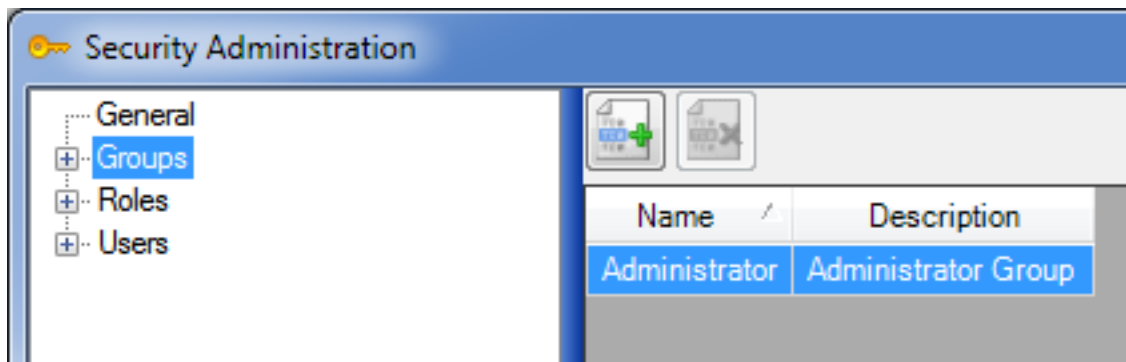 Security Administration
General
Groups
Roles
Users
Name Description
Administrator Administrator Group